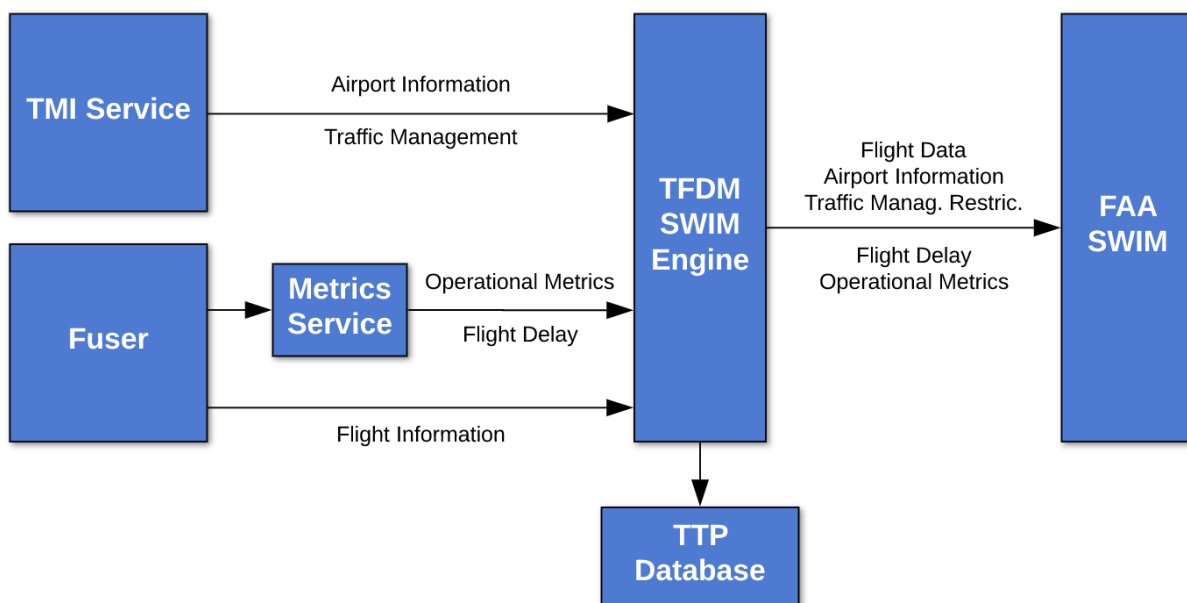 TMI Service
Airport Information
Traffic Management
Fuser
Metrics
Service
Operational Metrics
Flight Delay
Flight Information
TFDM
SWIM
Engine
Flight Data
Airport Information
Traffic Manag. Restric.
Flight Delay
Operational Metrics
FAA
SWIM
TTP
Database